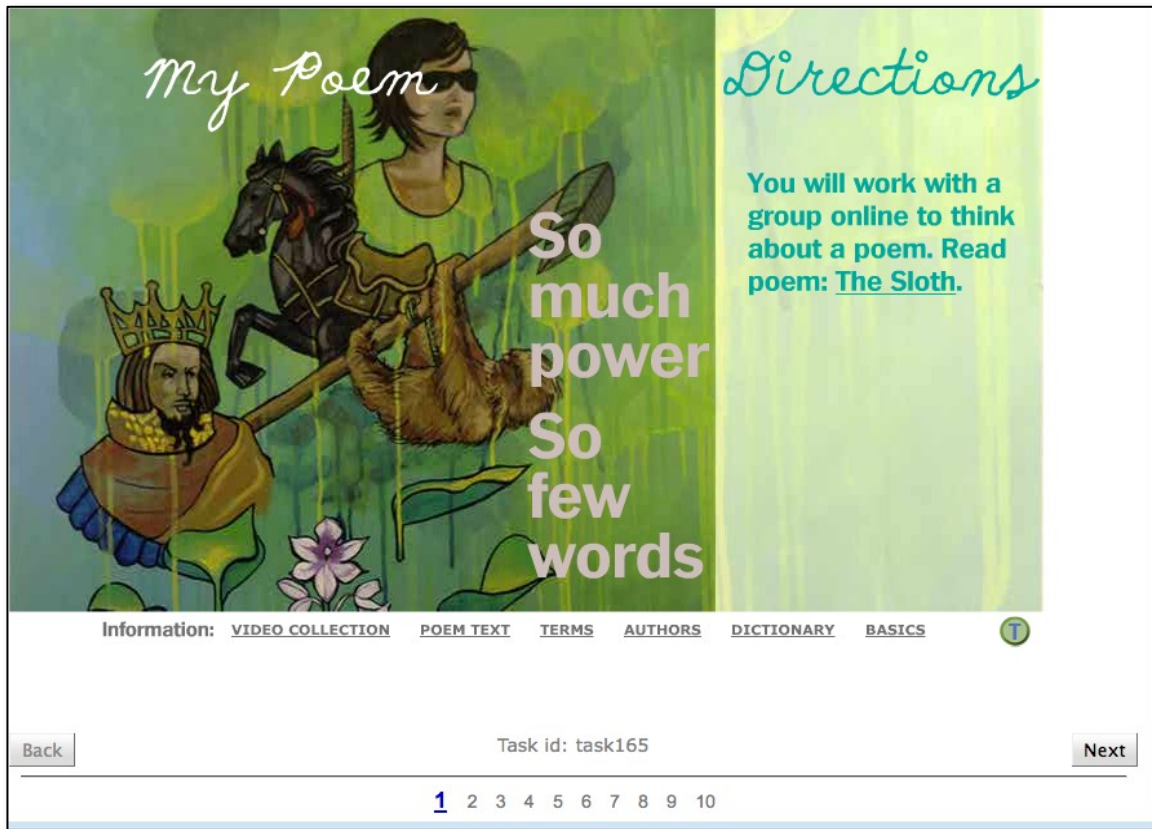 My Poem
So
much
power
So
few
words
Directions
You will work with a
group online to think
about a poem. Read
poem: The Sloth.
Information: VIDEO COLLECTION POEM TEXT TERMS AUTHORS DICTIONARY BASICS T
Back Task id: task165 Next
1 2 3 4 5 6 7 8 9 10